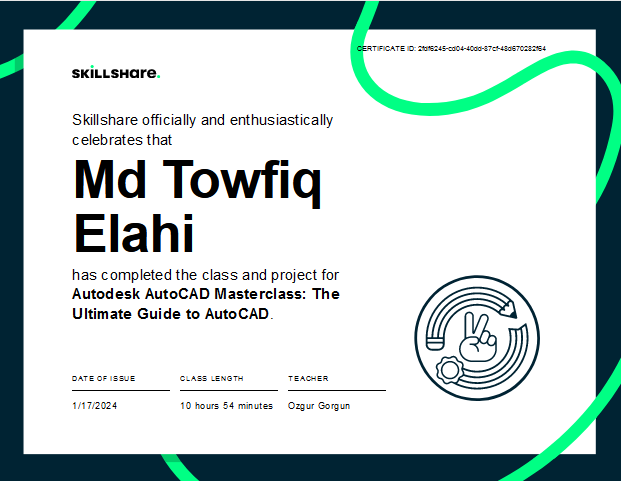 CERTIFICATE ID: 2fdf6245-cd04-40dd-87cf-48d670282f64
SKILLSHARE.
Skillshare officially and enthusiastically
celebrates that
Md Towfiq
Elahi
has completed the class and project for
Autodesk AutoCAD Masterclass: The
Ultimate Guide to AutoCAD.
DATE OF ISSUE CLASS LENGTH TEACHER
1/17/2024 10 hours 54 minutes Ozgur Gorgun